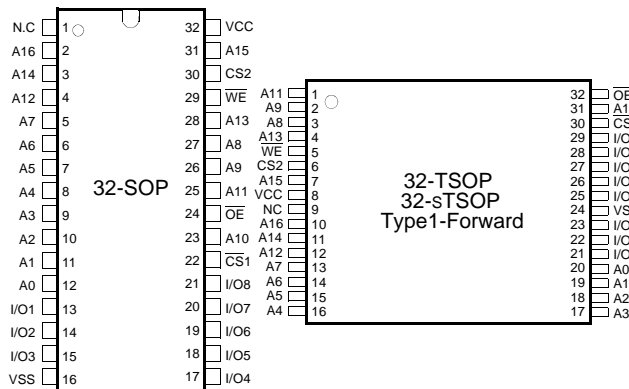 N.C 1 32 VCC
A16 2 31 A15
A14 3 30 CS2
A12 4 29 WE
A7 5 28 A13
A6 6 27 A8
A5 7 26 A9
A4 8 32-SOP 25 A11
A3 9 24 OE
A2 10 23 A10
A1 11 22 CS1
A0 12 21 I/O8
I/O1 13 20 I/O7
I/O2 14 19 I/O6
I/O3 15 18 I/O5
VSS 16 17 I/O4
A11 1 32 OE
A9 2 31
A8 3 30
A13 4 29 I/O
WE 5 28 I/O
CS2 6 27 I/O
A15 7 26 I/O
VCC 8 25 I/O
NC 9 24
A16 10 23 I/O
A14 11 22 I/O
A12 12 21 I/O
A7 13 20 A0
A6 14 19 A1
A5 15 18 A2
A4 16 17 A3
32-TSOP
32-sTSOP
Type1-Forward